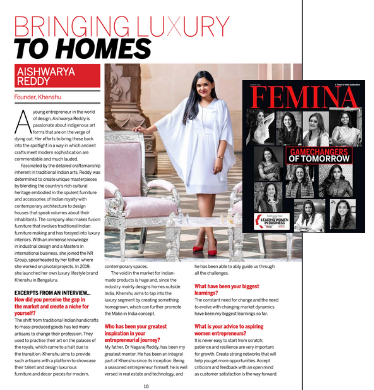 BRINGING LUXURY
TO HOMES
AISHWARYA
REDDY
Founder, Khenshu
A young entrepreneur in the world
of design, Aishwarya Reddy is
passionate about indigenous art
forms that are on the verge of
dying out. Her efforts to bring these back
into the spotlight in a way in which ancient
crafts meet modern sophistication are
commendable and much lauded.
Fascinated by the detailed craftsmanship
inherent in traditional Indian arts, Reddy was
determined to create unique masterpieces
by blending the country's rich cultural
heritage embodied in the opulent furniture
and accessories of Indian royalty with
contemporary architecture to design
houses that speak volumes about their
inhabitants. The company also makes fusion
furniture that involves traditional Indian
furniture-making and has forayed into luxury
interiors. With an immense knowledge
in industrial design and a Masters in
international business, she joined the NR
Group, spearheaded by her father, where
she worked on pivotal projects. In
she launched her own luxury lifestyle brand
Khenshu in Bengaluru.
EXCERPTS FROM AN INTERVIEW...
How did you perceive the gap in
the market and create a niche for
yourself?
The shift from traditional Indian handicrafts
to mass-produced goods has led many
artisans to change their profession. They
used to practise their art on the palaces of
the royals, which came to a halt due to
the transition. Khenshu aims to provide
such artisans with a platform to showcase
their talent and design luxurious
furniture and decor pieces for modern,
contemporary spaces.
The void in the market for Indian-
made products is huge and, since the
industry mainly designs homes outside
India, Khenshu aims to tap into the
luxury segment by creating something
homegrown, which can further promote
the Make in India concept.
Who has been your greatest
inspiration in your
entrepreneurial journey?
My father, Dr Nagaraj Reddy, has been my
greatest mentor. He has been an integral
part of Khenshu since its inception. Being
a seasoned entrepreneur himself, he is well
versed in real estate and technology, and
he has been able to ably guide us through
all the challenges.
What have been your biggest
learnings?
The constant need for change and the need
to evolve with changing market dynamics
have been my biggest learnings so far.
What is your advice to aspiring
women entrepreneurs?
It is never easy to start from scratch;
patience and resilience are very important
for growth. Create strong networks that will
help you get more opportunities. Accept
criticism and feedback with an open mind
as customer satisfaction is the way forward.
10
FEMINA
GAMECHANGERS
OF TOMORROW